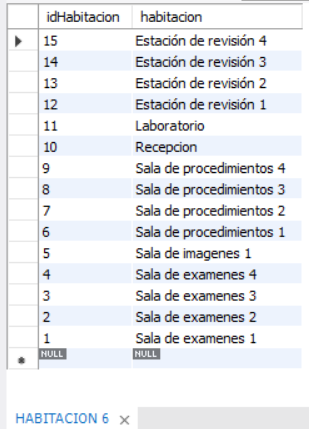 idHabitacion habitacion
15 Estación de revisión 4
14 Estación de revisión 3
13 Estación de revisión 2
12 Estación de revisión 1
11 Laboratorio
10 Recepcion
9 Sala de procedimientos 4
8 Sala de procedimientos 3
7 Sala de procedimientos 2
6 Sala de procedimientos 1
5 Sala de imagenes 1
4 Sala de examenes 4
3 Sala de examenes 3
2 Sala de examenes 2
1 Sala de examenes 1
NULL NULL
HABITACION 6